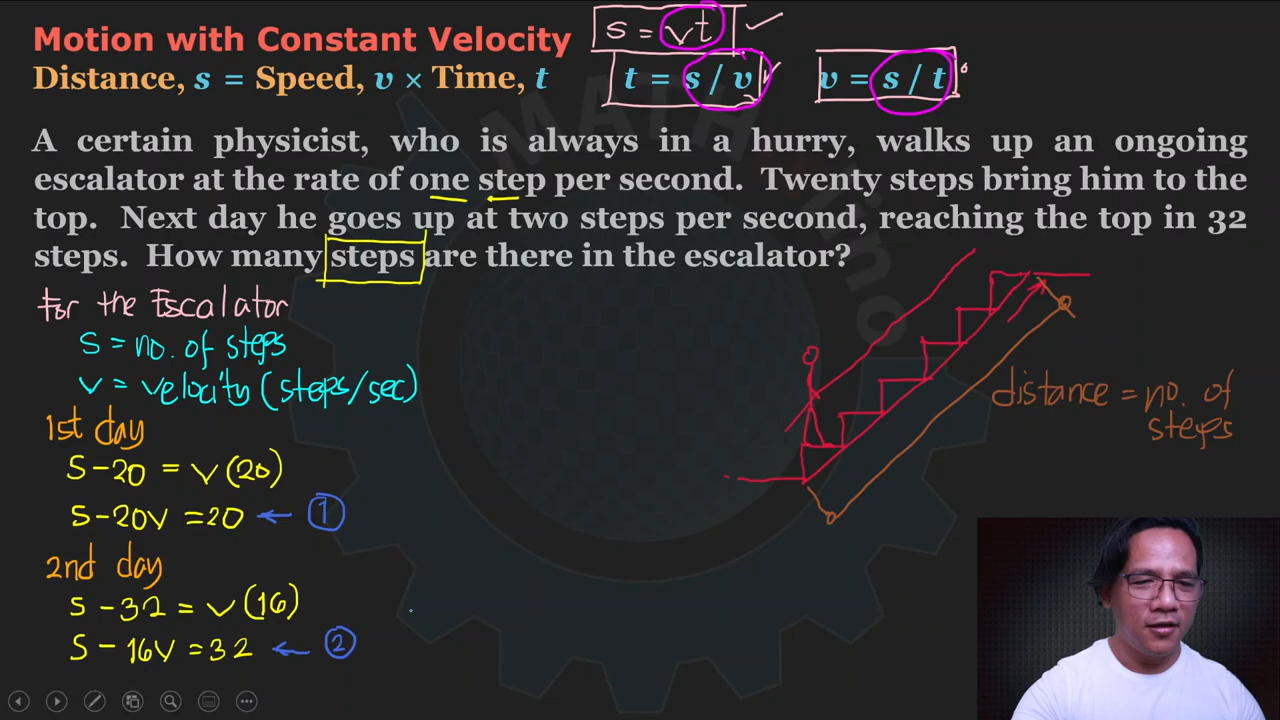 Motion with Constant Velocity
s = vt
Distance, s = Speed, v × Time, t
t = s / v
v = s / t
A certain physicist, who is always in a hurry, walks up an ongoing
escalator at the rate of one step per second. Twenty steps bring him to the
top. Next day he goes up at two steps per second, reaching the top in 32
steps. How many steps are there in the escalator?
For the Escalator
S = no. of steps
v = velocity (steps/sec)
1st day
S - 20 = v (20)
S - 20v = 20 ← 1
2nd day
S - 32 = v (16)
S - 16v = 32 ← 2
distance = no. of
steps
MATH Tino